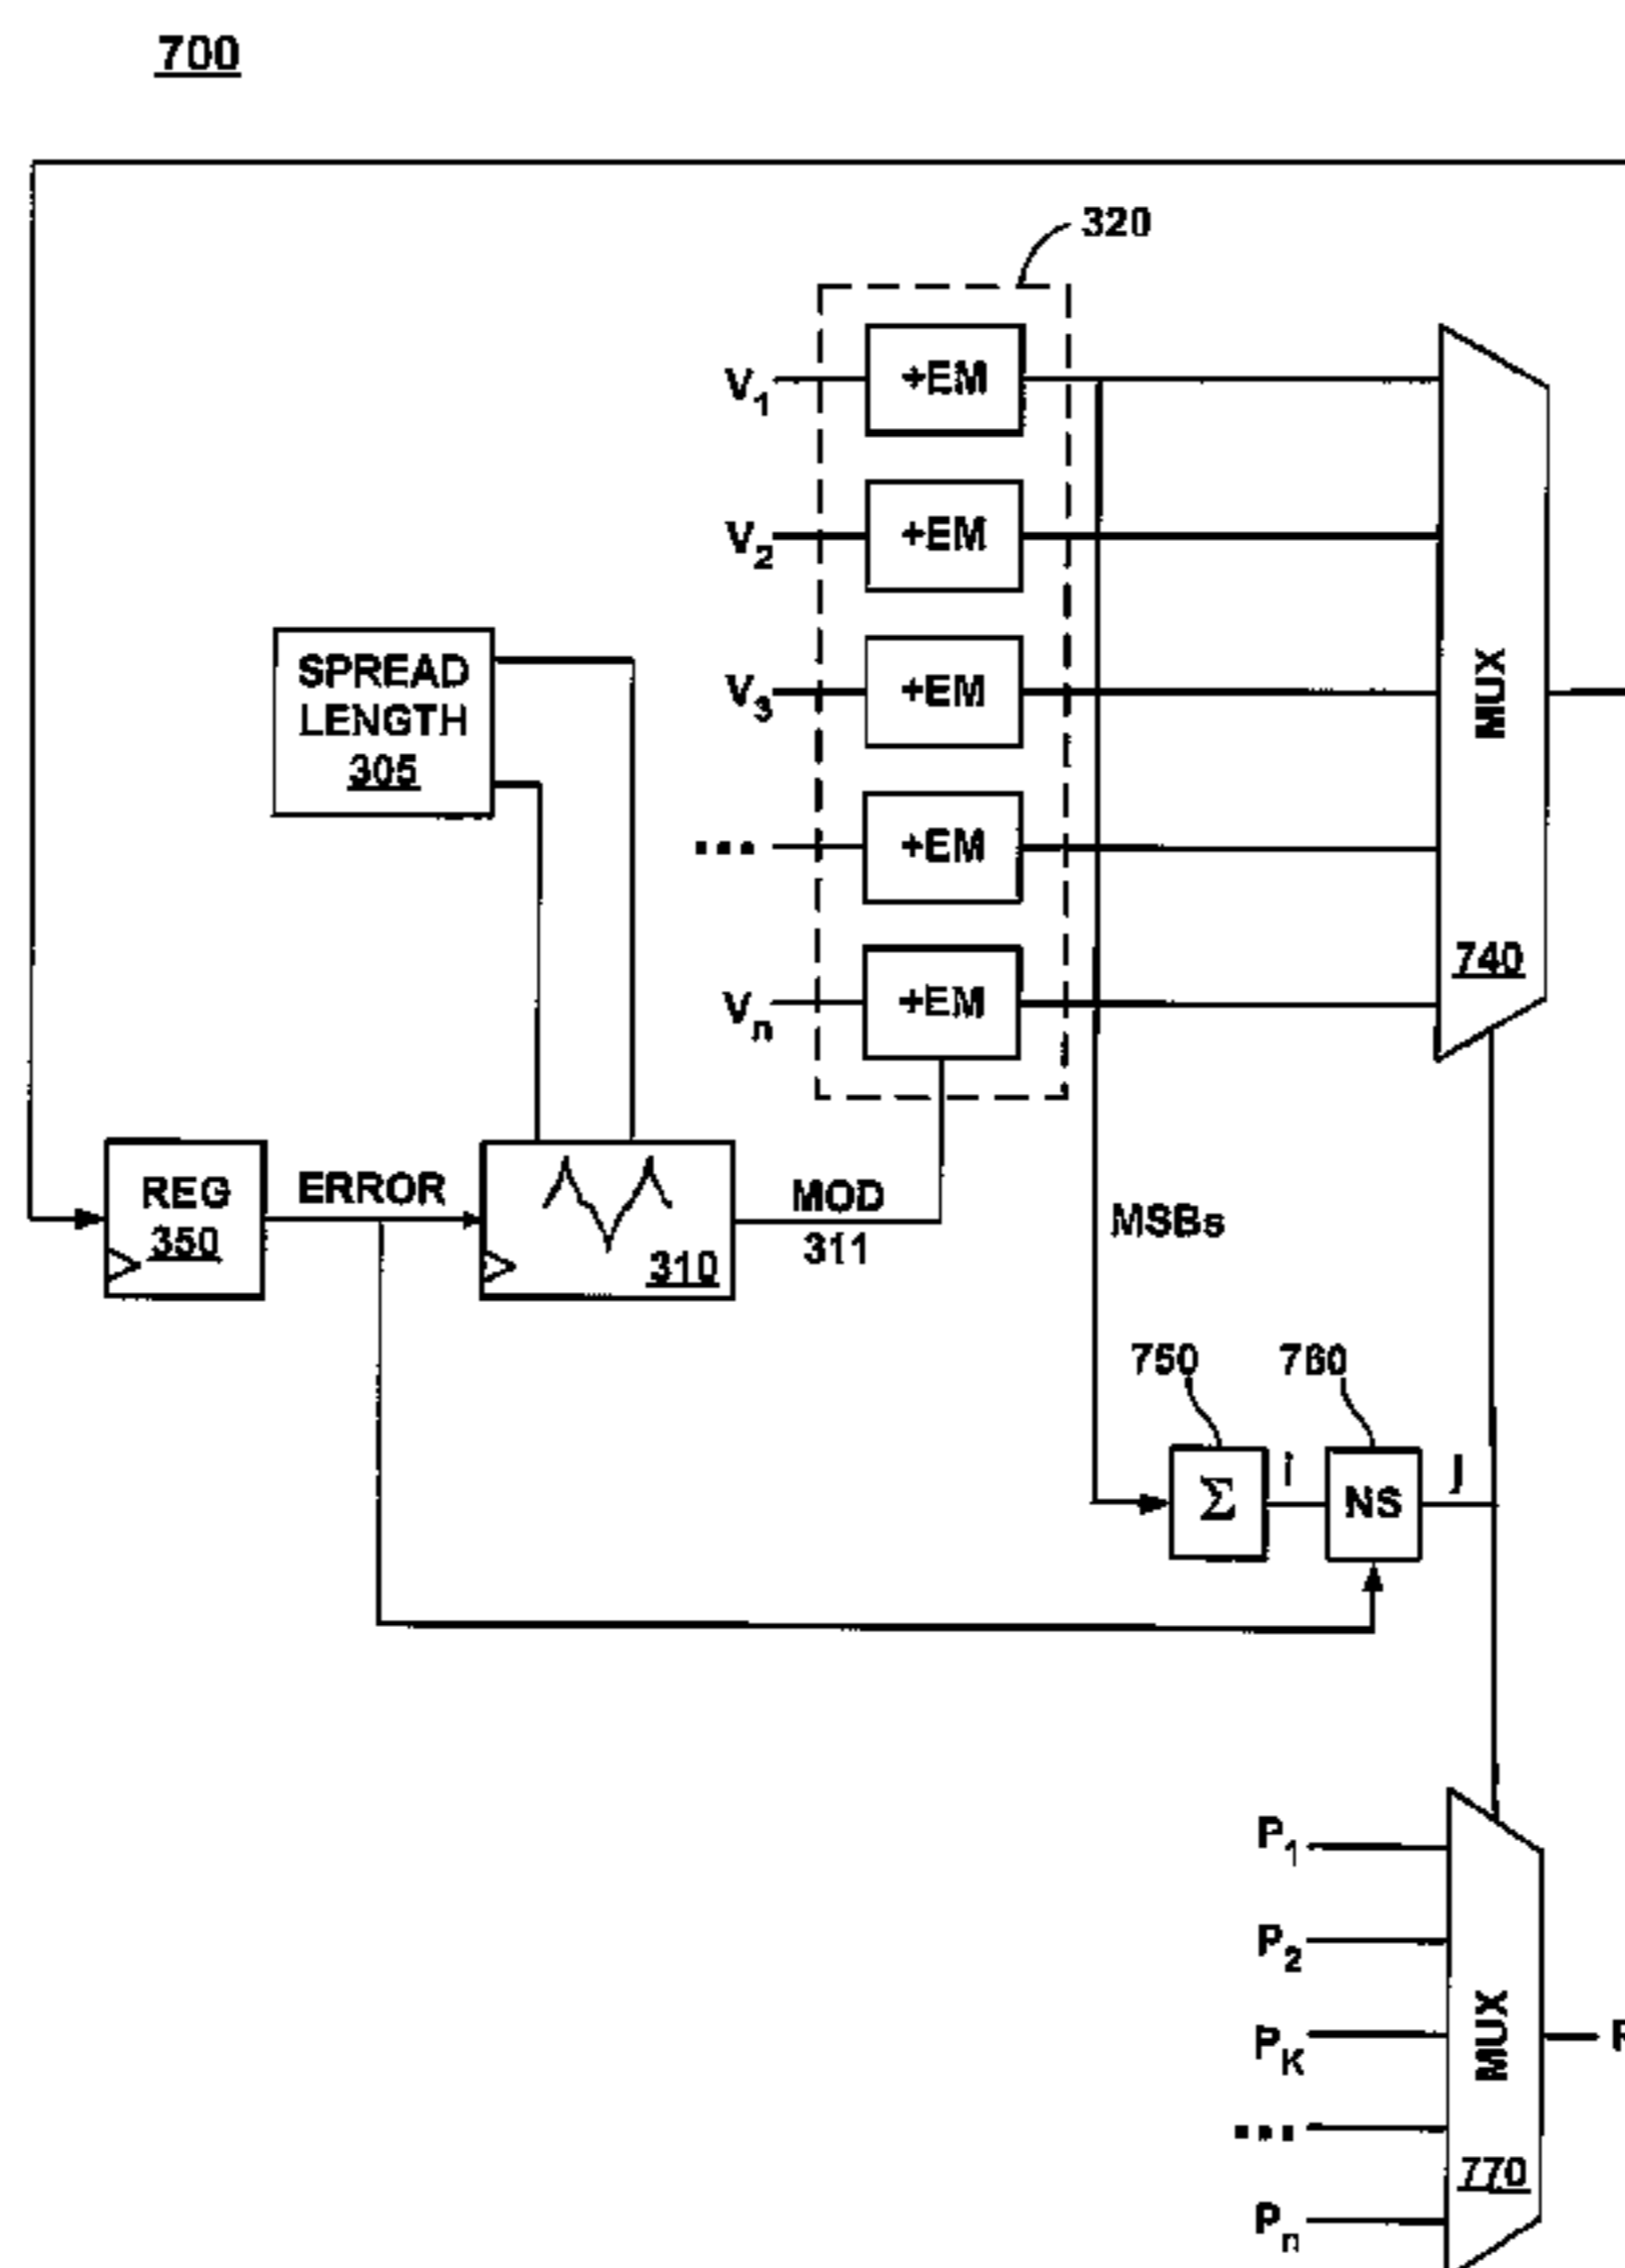 700
320
V1
+EM
V2
+EM
SPREAD
LENGTH
305
V3
+EM
MUX
...
+EM
740
Vn
+EM
REG
350
ERROR
310
MOD
311
MSBs
750
760
Σ
i
NS
j
P1
P2
PK
MUX
...
770
Pn